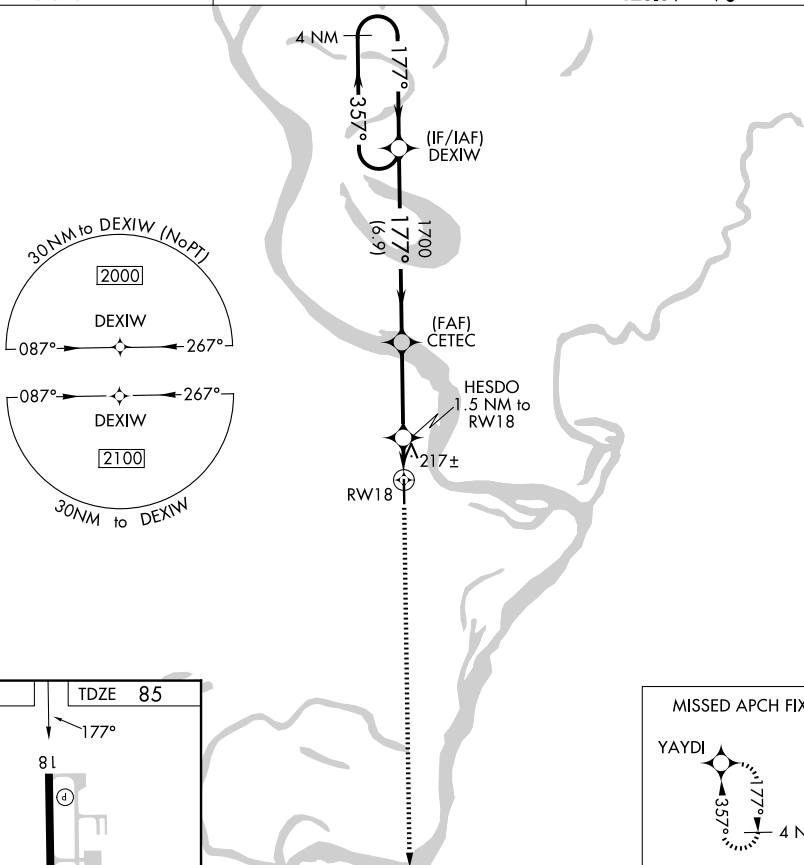 4 NM
177°
357°
(IF/IAF)
DEXIW
1700
177°
(6.9)
30 NM to DEXIW (NoPT)
2000
DEXIW
087°
267°
087°
267°
DEXIW
2100
30NM to DEXIW
(FAF)
CETEC
HESDO
1.5 NM to
RW18
217±
RW18
TDZE 85
177°
18
P
MISSED APCH FIX
YAYDI
357°
177°
4 N